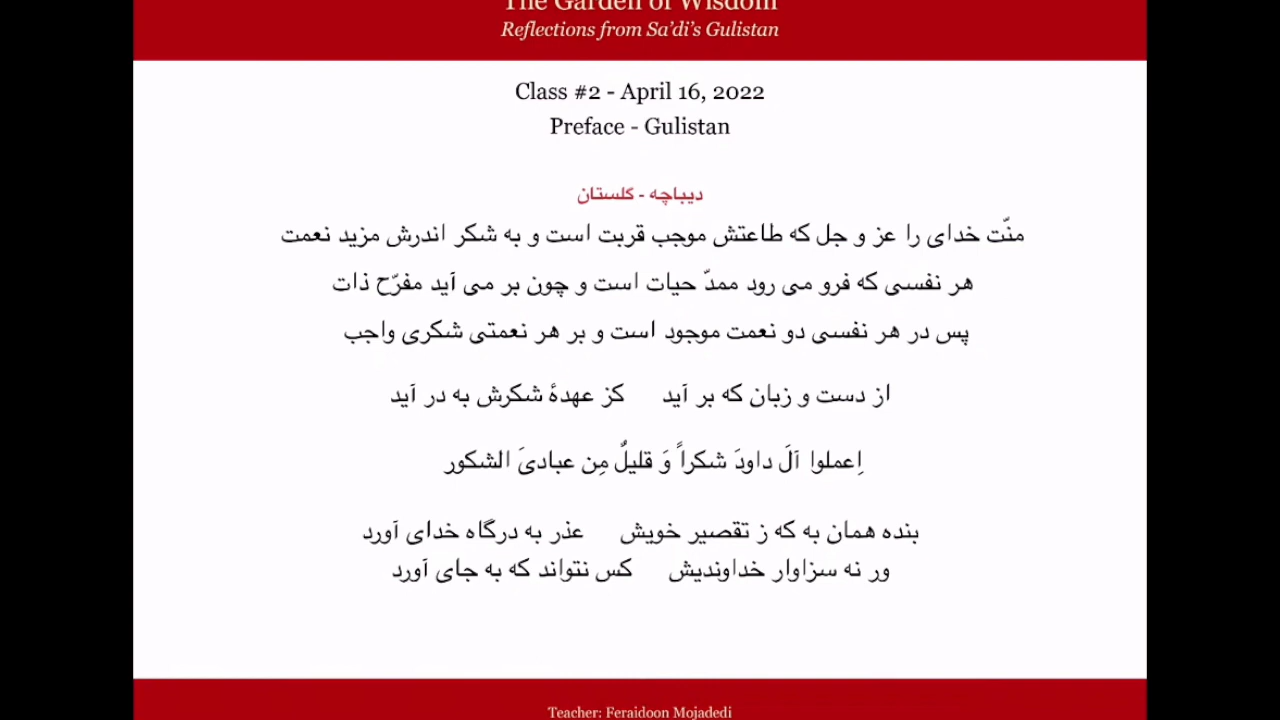 The Garden of Wisdom
Reflections from Sa’di’s Gulistan
Class #2 - April 16, 2022
Preface - Gulistan
دیباچه - گلستان
منّت خدای را عز و جل که طاعتش موجب قربت است و به شکر اندرش مزید نعمت
هر نفسی که فرو می رود ممدّ حیات است و چون بر می آید مفرّح ذات
پس در هر نفسی دو نعمت موجود است و بر هر نعمتی شکری واجب
از دست و زبان که بر آید کز عهدهٔ شکرش به در آید
اِعملوا آلَ داودَ شکراً وَ قلیلٌ مِن عبادیَ الشکور
بنده همان به که ز تقصیر خویش عذر به درگاه خدای آورد
ور نه سزاوار خداوندیش کس نتواند که به جای آورد
Teacher: Feraidoon Mojadedi